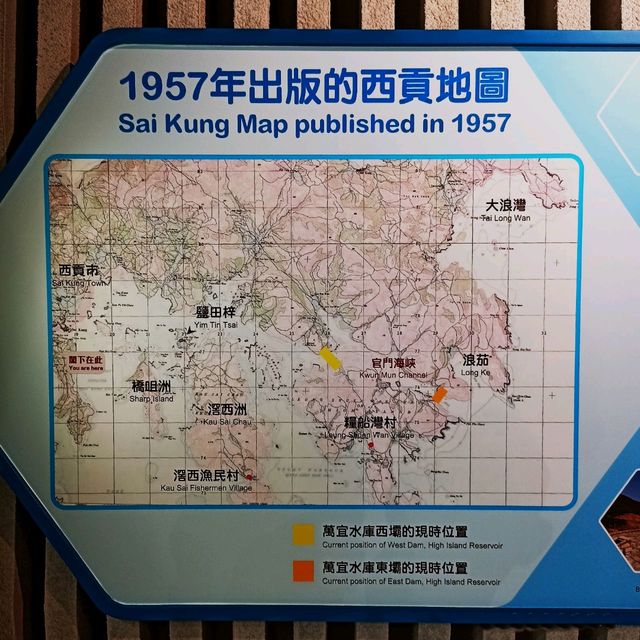 1957年出版的西貢地圖
Sai Kung Map published in 1957
大浪灣
Tai Long Wan
西貢市
Sai Kung Town
鹽田梓
Yim Tin Tsai
閣下在此
You are here
官門海峽
Kwun Mun Channel
浪茄
Long Ke
橋咀洲
Sharp Island
滘西洲
Kau Sai Chau
糧船灣村
Leung Shuen Wan Village
滘西漁民村
Kau Sai Fishermen Village
萬宜水庫西壩的現時位置
Current position of West Dam, High Island Reservoir
萬宜水庫東壩的現時位置
Current position of East Dam, High Island Reservoir